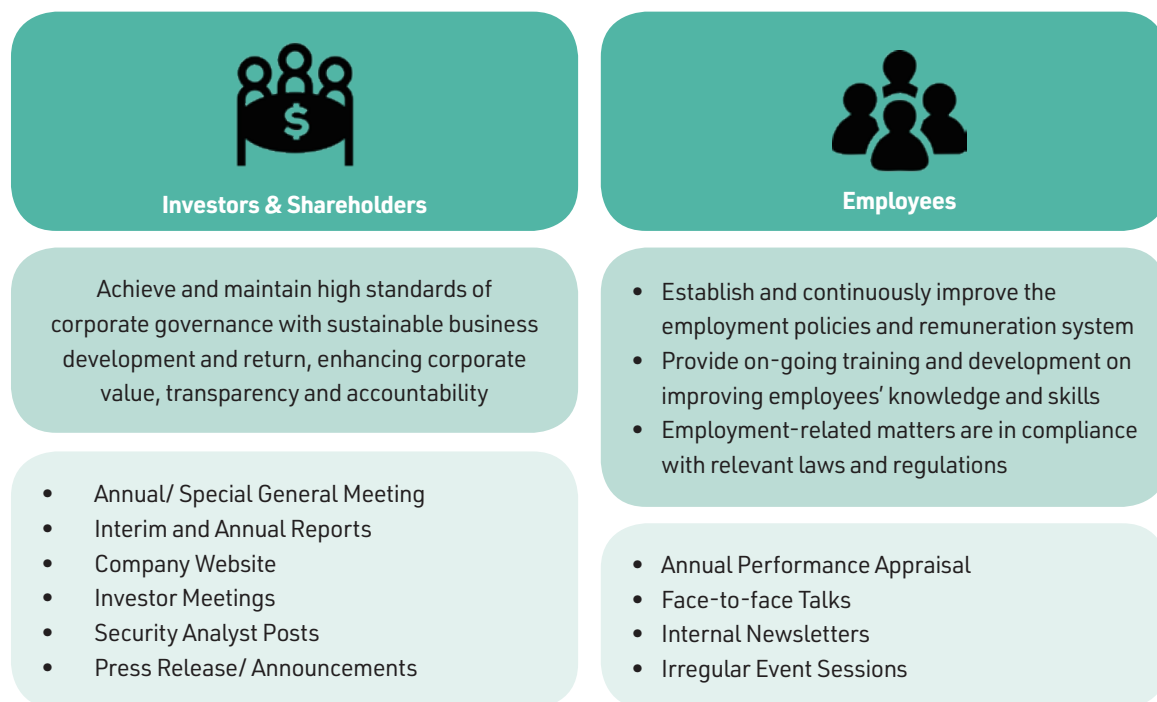 $
Investors & Shareholders
Achieve and maintain high standards of
corporate governance with sustainable business
development and return, enhancing corporate
value, transparency and accountability
• Annual/ Special General Meeting
• Interim and Annual Reports
• Company Website
• Investor Meetings
• Security Analyst Posts
• Press Release/ Announcements
Employees
• Establish and continuously improve the
employment policies and remuneration system
• Provide on-going training and development on
improving employees’ knowledge and skills
• Employment-related matters are in compliance
with relevant laws and regulations
• Annual Performance Appraisal
• Face-to-face Talks
• Internal Newsletters
• Irregular Event Sessions